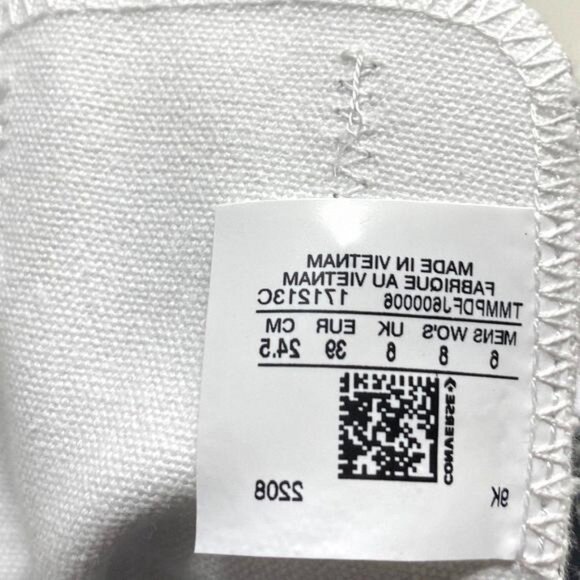 MADE IN VIETNAM
FABRIQUE AU VIETNAM
TMMPDFJ600006 171213C
MENS WO'S UK EUR CM
6 8 6 39 24.5
CONVERSE
9K 2208